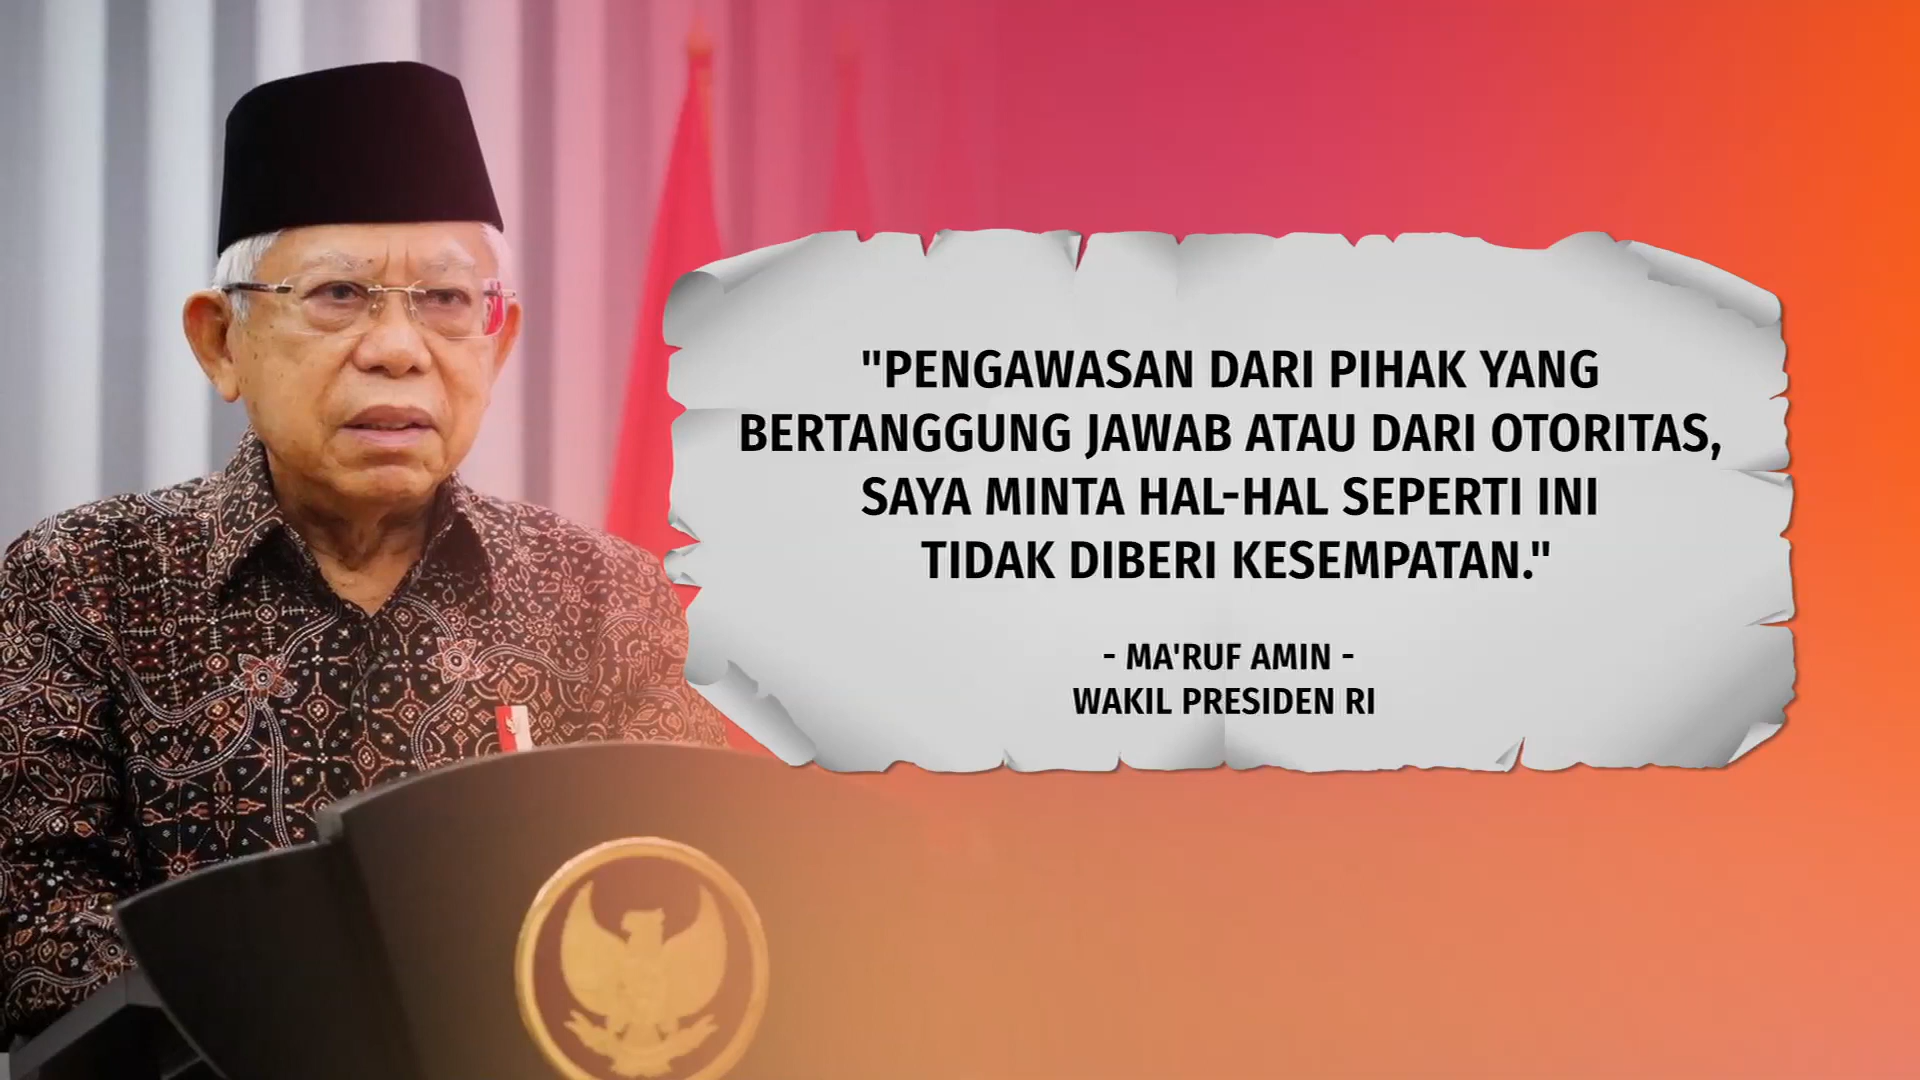 "PENGAWASAN DARI PIHAK YANG
BERTANGGUNG JAWAB ATAU DARI OTORITAS,
SAYA MINTA HAL-HAL SEPERTI INI
TIDAK DIBERI KESEMPATAN."
- MA'RUF AMIN -
WAKIL PRESIDEN RI